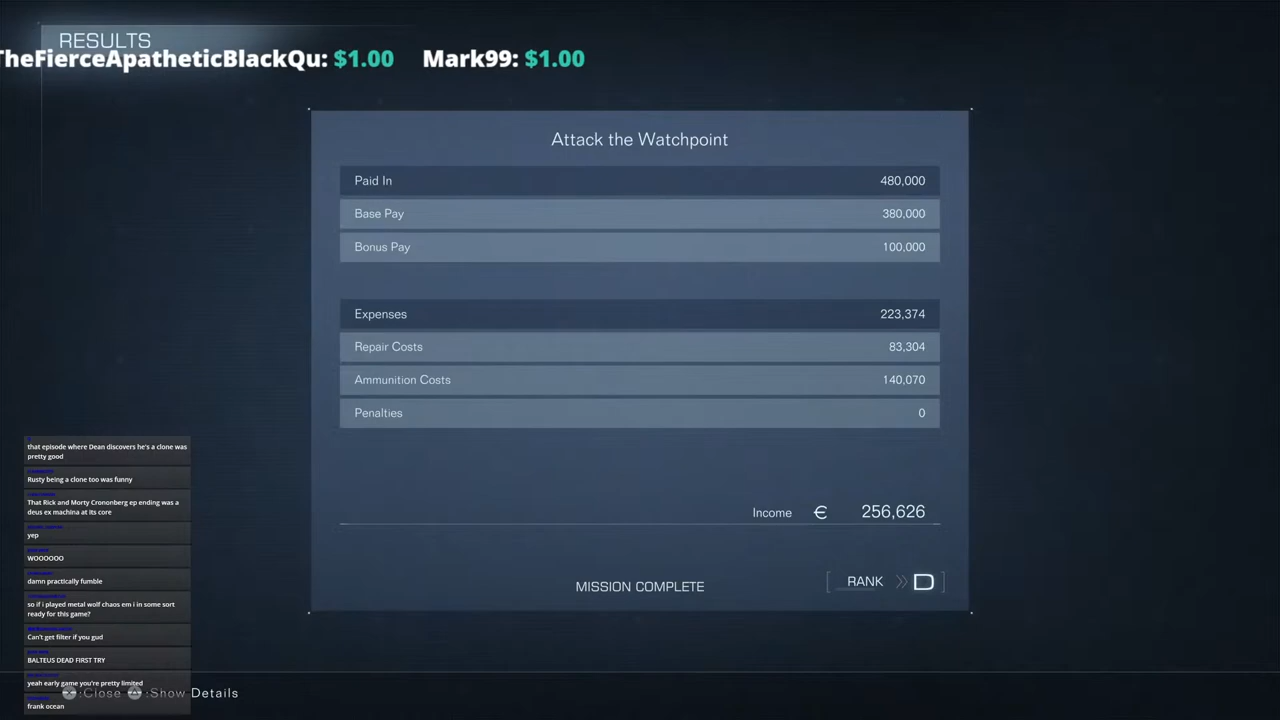 RESULTS
TheFierceApatheticBlackQu: $1.00 Mark99: $1.00
Attack the Watchpoint
Paid In 480,000
Base Pay 380,000
Bonus Pay 100,000
Expenses 223,374
Repair Costs 83,304
Ammunition Costs 140,070
Penalties 0
Income € 256,626
MISSION COMPLETE
RANK >> D
that episode where Dean discovers he's a clone was
pretty good
Rusty being a clone too was funny
That Rick and Morty Crononberg ep ending was a
deus ex machina at its core
yep
WOOOOOO
damn practically fumble
so if i played metal wolf chaos em i in some sort
ready for this game?
Can't get filter if you gud
BALTEUS DEAD FIRST TRY
yeah early game you're pretty limited
frank ocean
:Close :Show Details